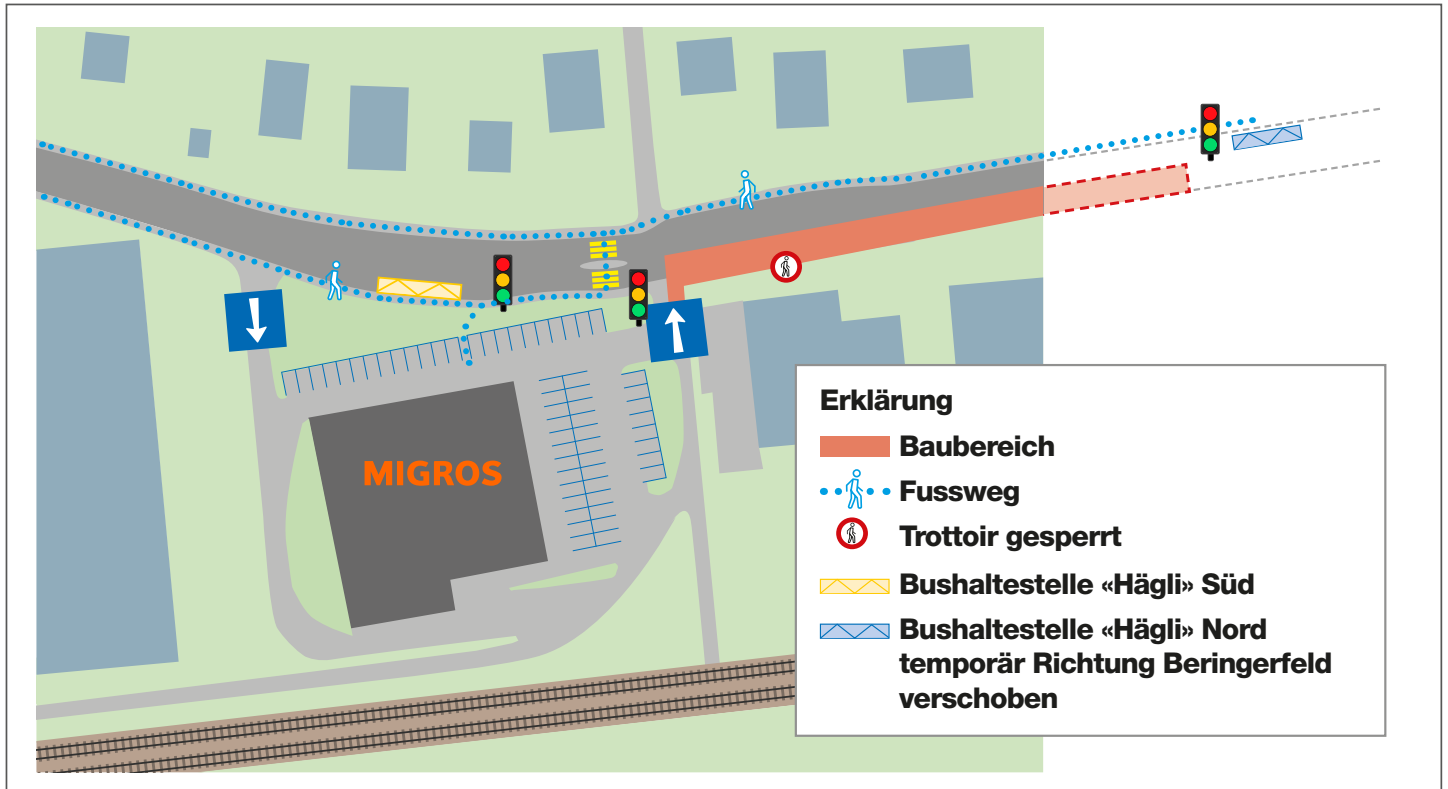 MIGROS
Erklärung
Baubereich
Fussweg
Trottoir gesperrt
Bushaltestelle «Hägli» Süd
Bushaltestelle «Hägli» Nord
temporär Richtung Beringerfeld
verschoben